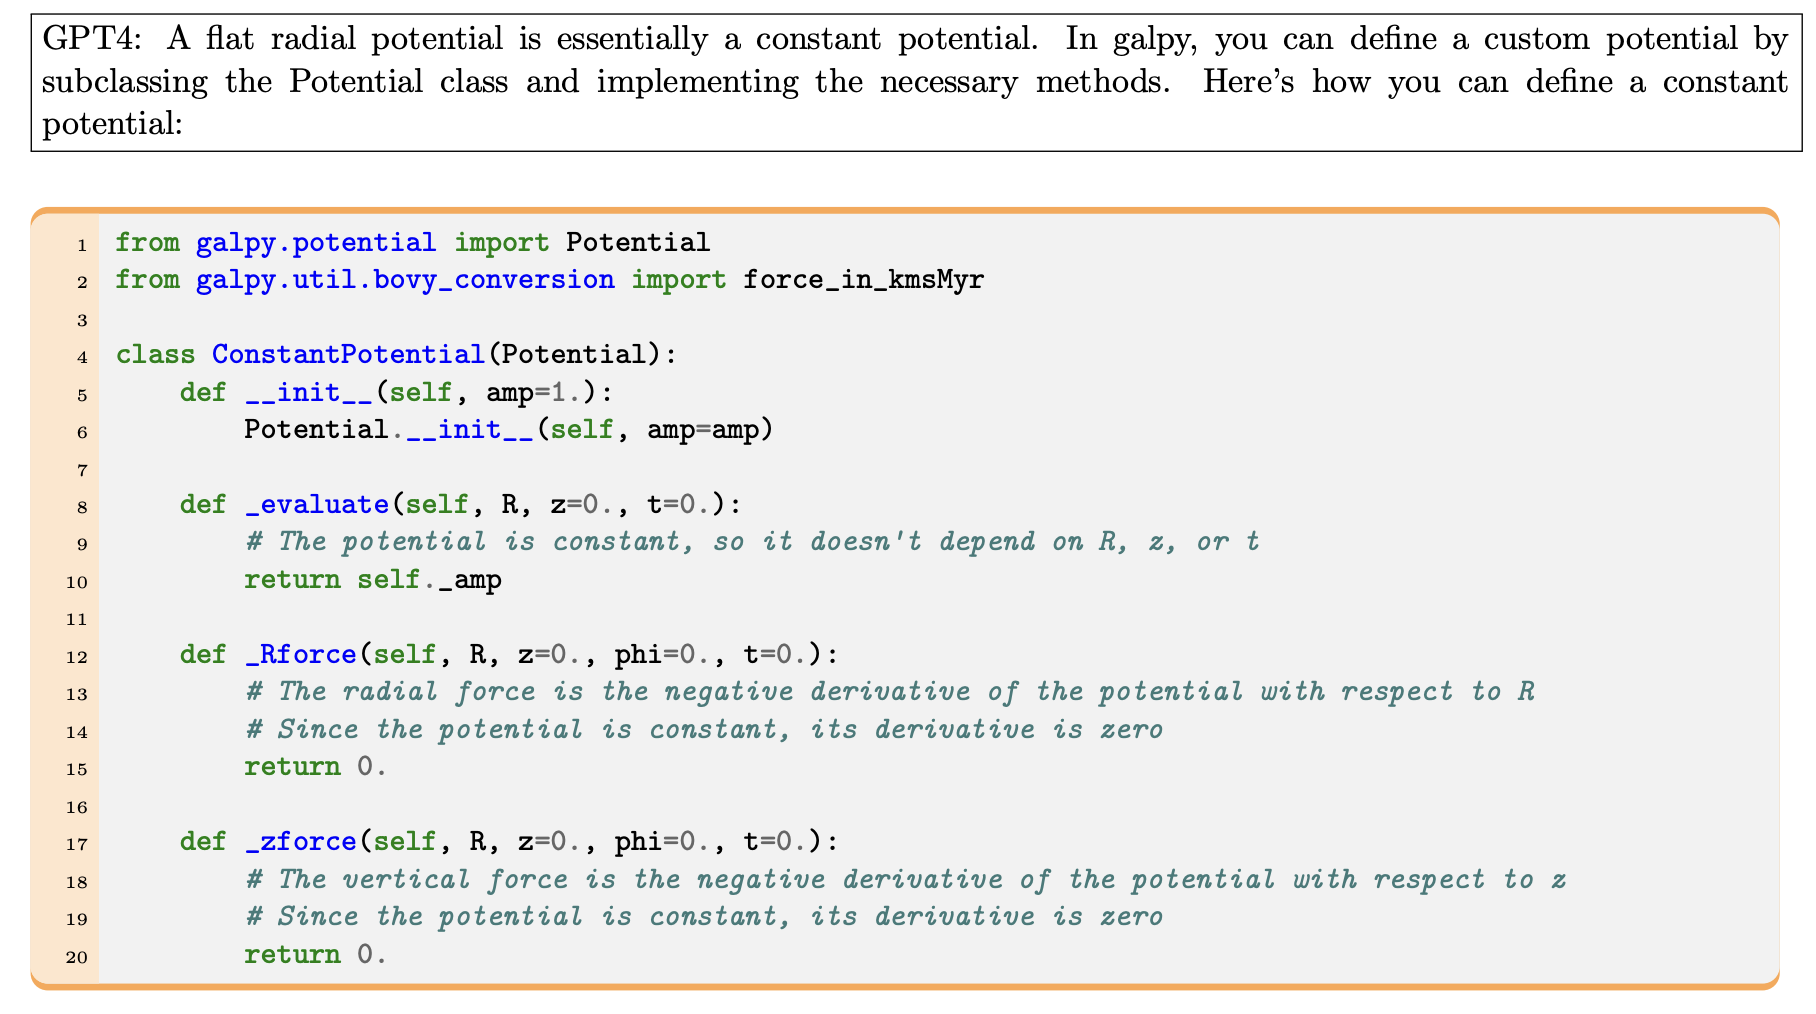 GPT4: A flat radial potential is essentially a constant potential. In galpy, you can define a custom potential by
subclassing the Potential class and implementing the necessary methods. Here's how you can define a constant
potential:
1 from galpy.potential import Potential
2 from galpy.util.bovy_conversion import force_in_kmsMyr
3
4 class ConstantPotential(Potential):
5     def __init__(self, amp=1.):
6         Potential.__init__(self, amp=amp)
7
8     def _evaluate(self, R, z=0., t=0.):
9         # The potential is constant, so it doesn't depend on R, z, or t
10         return self._amp
11
12     def _Rforce(self, R, z=0., phi=0., t=0.):
13         # The radial force is the negative derivative of the potential with respect to R
14         # Since the potential is constant, its derivative is zero
15         return 0.
16
17     def _zforce(self, R, z=0., phi=0., t=0.):
18         # The vertical force is the negative derivative of the potential with respect to z
19         # Since the potential is constant, its derivative is zero
20         return 0.